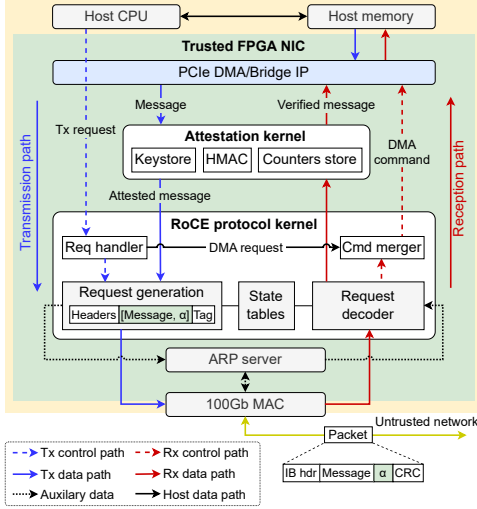 Host CPU
Host memory
Trusted FPGA NIC
PCIe DMA/Bridge IP
Message
Verified message
Tx request
Attestation kernel
Keystore
HMAC
Counters store
DMA
command
Transmission path
Reception path
Attested message
RoCE protocol kernel
Req handler
DMA request
Cmd merger
Request generation
Headers
[Message, α]
Tag
State
tables
Request
decoder
ARP server
100Gb MAC
Untrusted network
Packet
IB hdr
Message
α
CRC
Tx control path
Rx control path
Tx data path
Rx data path
Auxilary data
Host data path